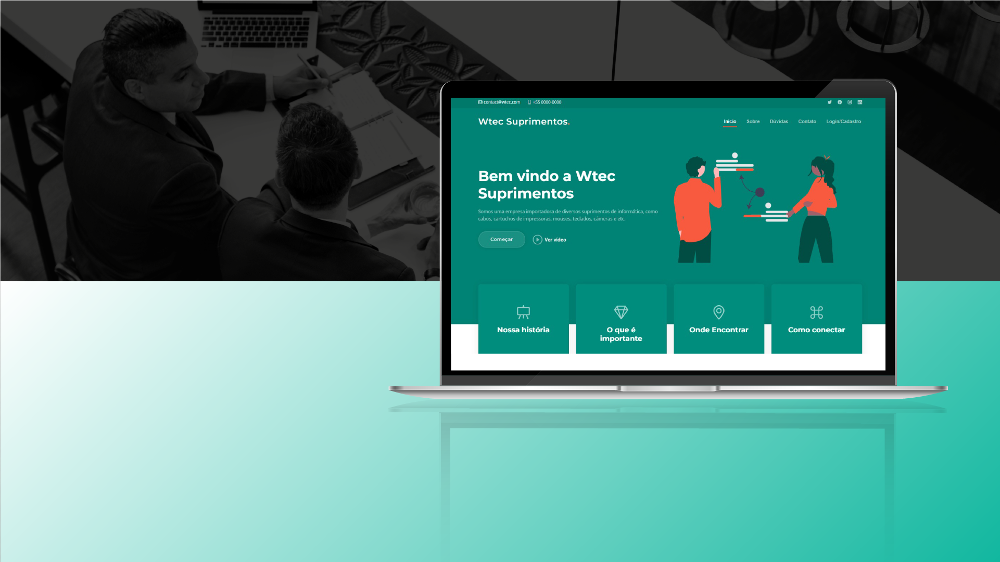 contact@wtec.com +55 0000-0000
Wtec Suprimentos.
Inicio Sobre Dúvidas Contato Login/Cadastro
Bem vindo a Wtec
Suprimentos
Somos uma empresa importadora de diversos suprimentos de informática, como
cabos, cartuchos de impressoras, mouses, teclados, câmeras e etc.
Começar Ver vídeo
Nossa história
O que é
importante
Onde Encontrar
Como conectar